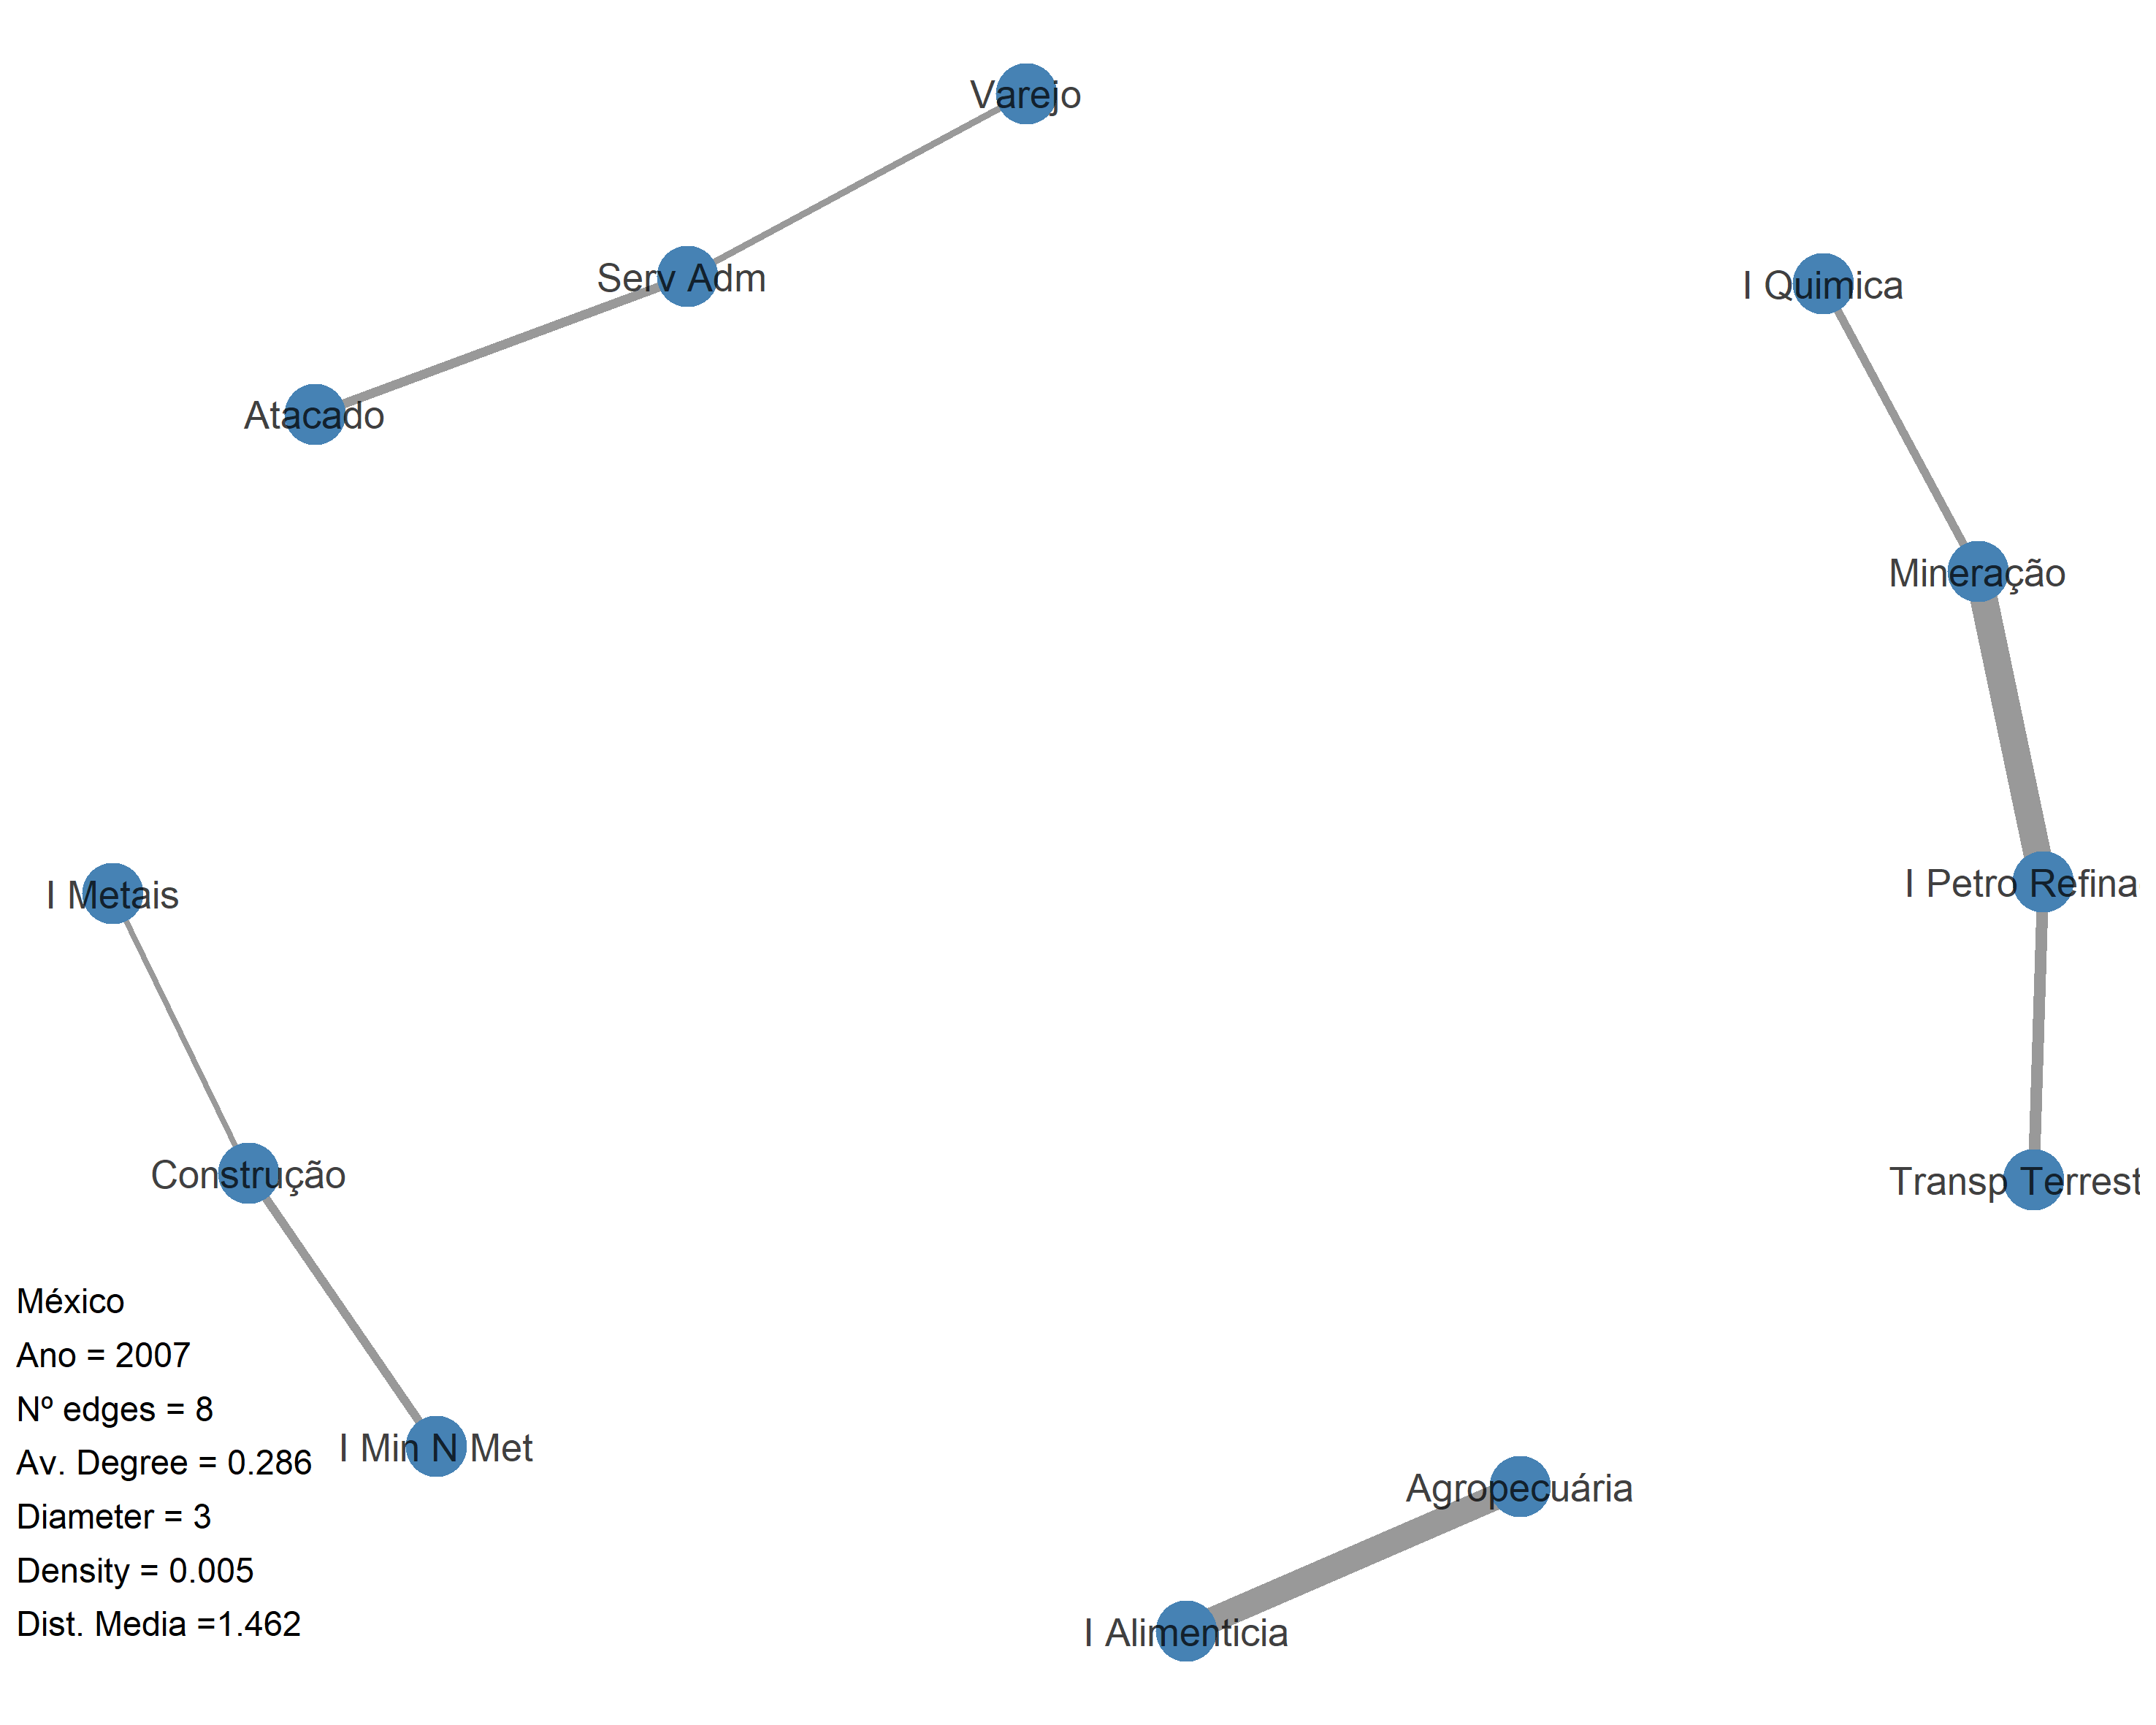 Varejo
Serv Adm
I Quimica
Atacado
Mineração
I Metais
I Petro Refina
Construção
Transp Terrest
México
Ano = 2007
Nº edges = 8
Av. Degree = 0.286
I Min N Met
Diameter = 3
Agropecuária
Density = 0.005
Dist. Media =1.462
I Alimenticia